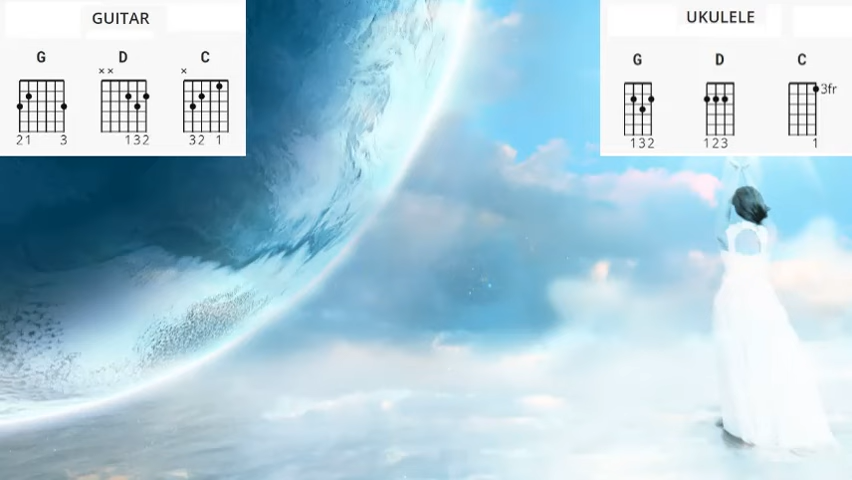 GUITAR
G D C
×× ×
21 3 132 32 1
UKULELE
G D C
3fr
132 123 1